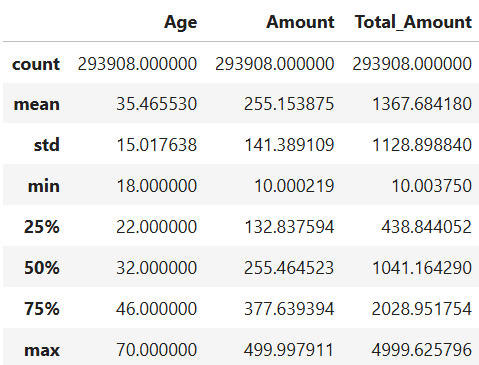 Age Amount Total_Amount
count 293908.000000 293908.000000 293908.000000
mean 35.465530 255.153875 1367.684180
std 15.017638 141.389109 1128.898840
min 18.000000 10.000219 10.003750
25% 22.000000 132.837594 438.844052
50% 32.000000 255.464523 1041.164290
75% 46.000000 377.639394 2028.951754
max 70.000000 499.997911 4999.625796